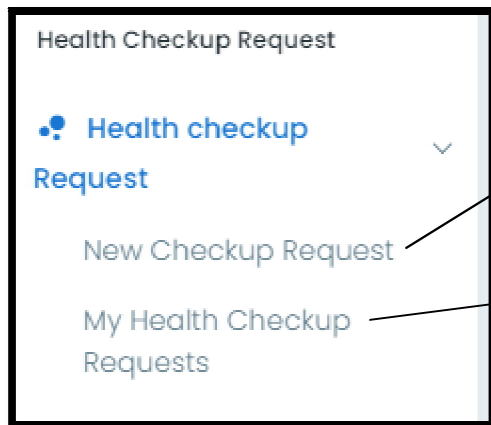 Health Checkup Request
Health checkup
Request
New Checkup Request
My Health Checkup
Requests